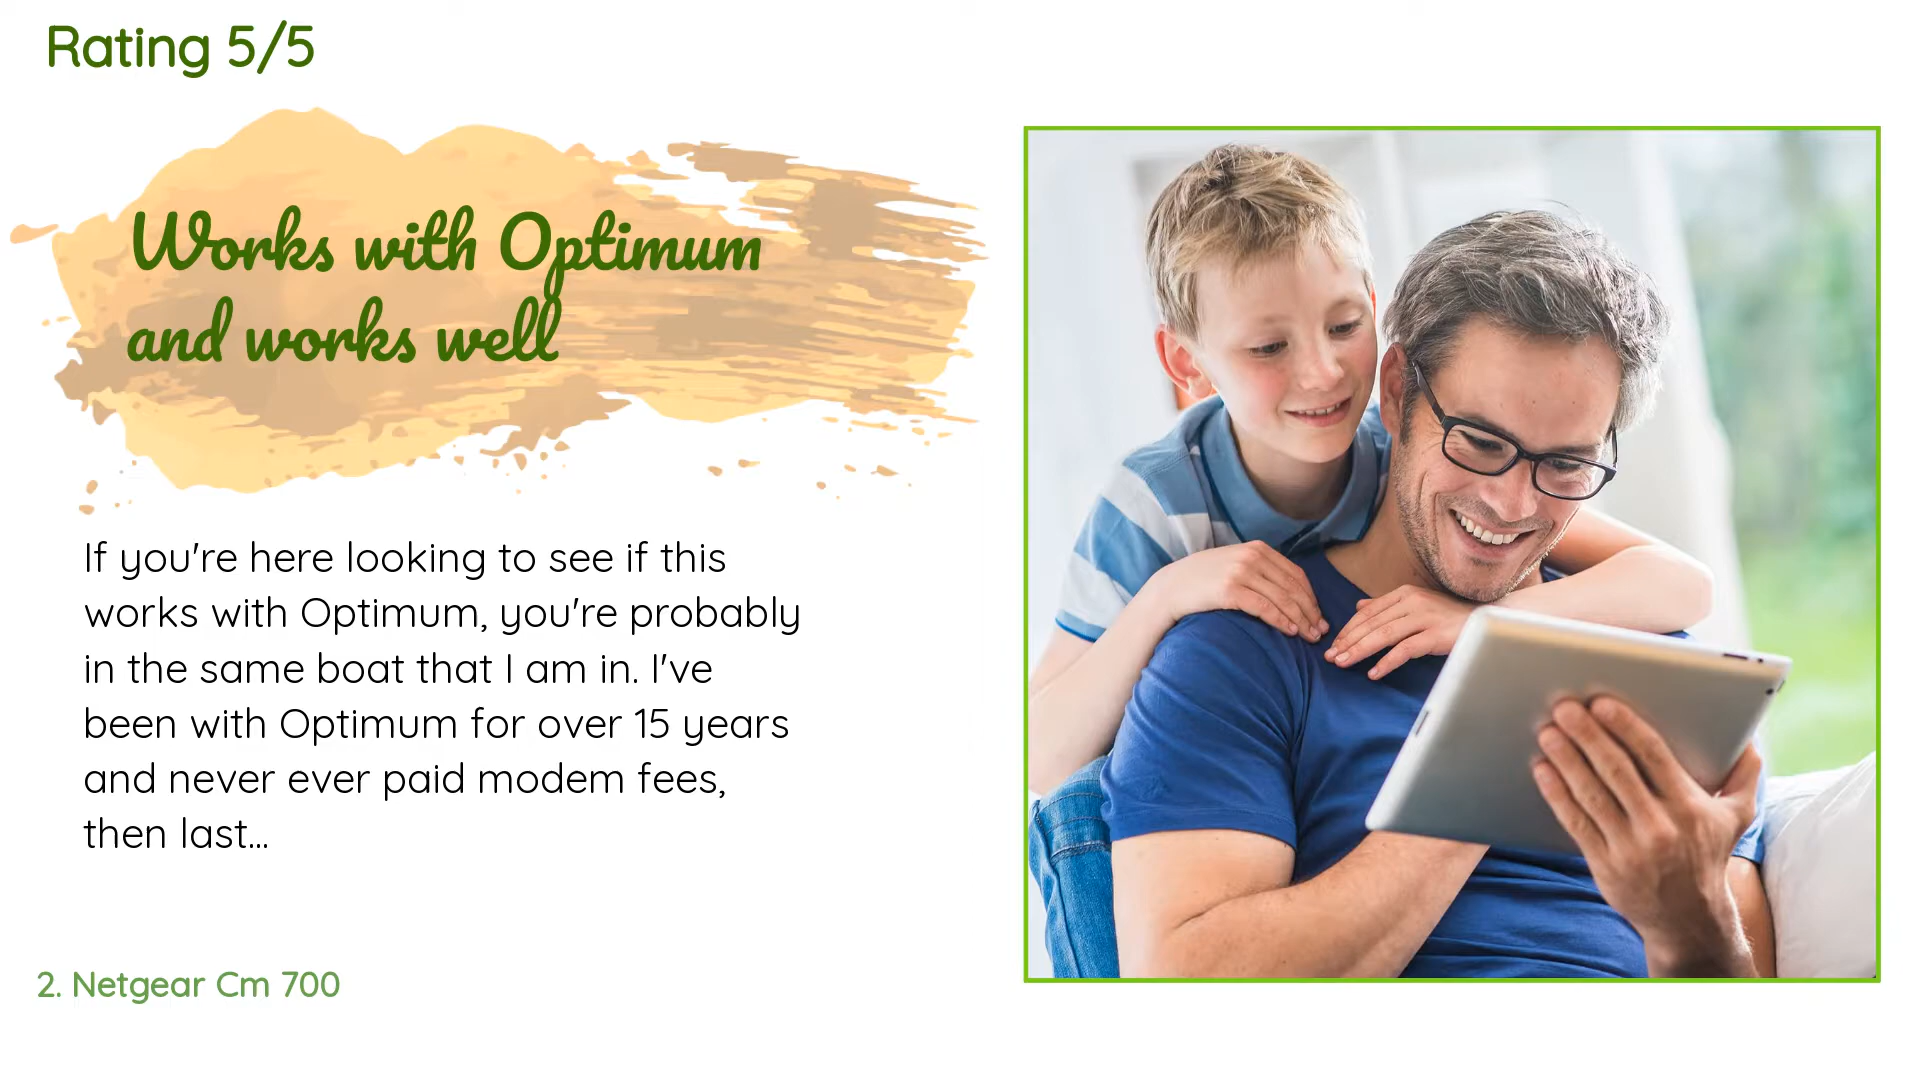 Rating 5/5
Works with Optimum
and works well
If you're here looking to see if this
works with Optimum, you're probably
in the same boat that I am in. I've
been with Optimum for over 15 years
and never ever paid modem fees,
then last...
2. Netgear Cm 700